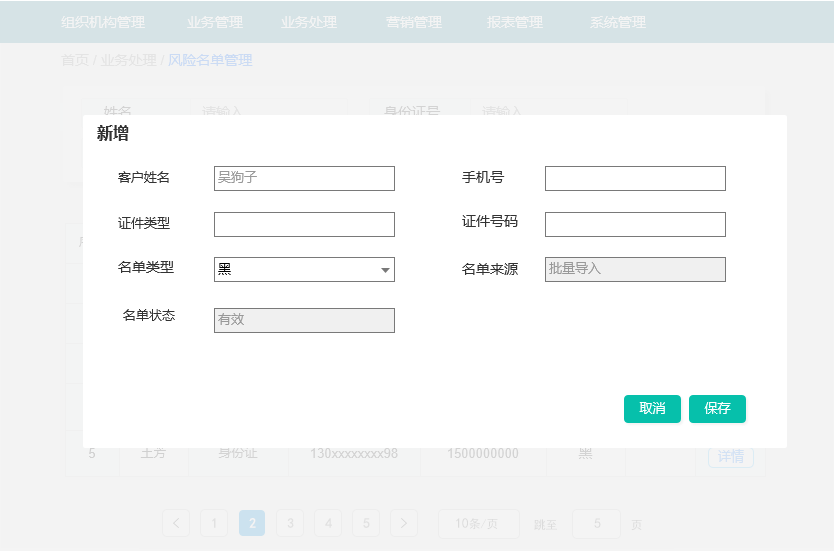 组织机构管理 业务管理 业务处理 营销管理 报表管理 系统管理
首页 / 业务处理 / 风险名单管理
姓名 请输入 身份证号 请输入
新增
客户姓名 吴狗子 手机号
证件类型 证件号码
名单类型 黑 名单来源 批量导入
名单状态 有效
取消 保存
5 王芳 身份证 130xxxxxxxx98 1500000000 黑 详情
< 1 2 3 4 5 > 10条/页 跳至 5 页